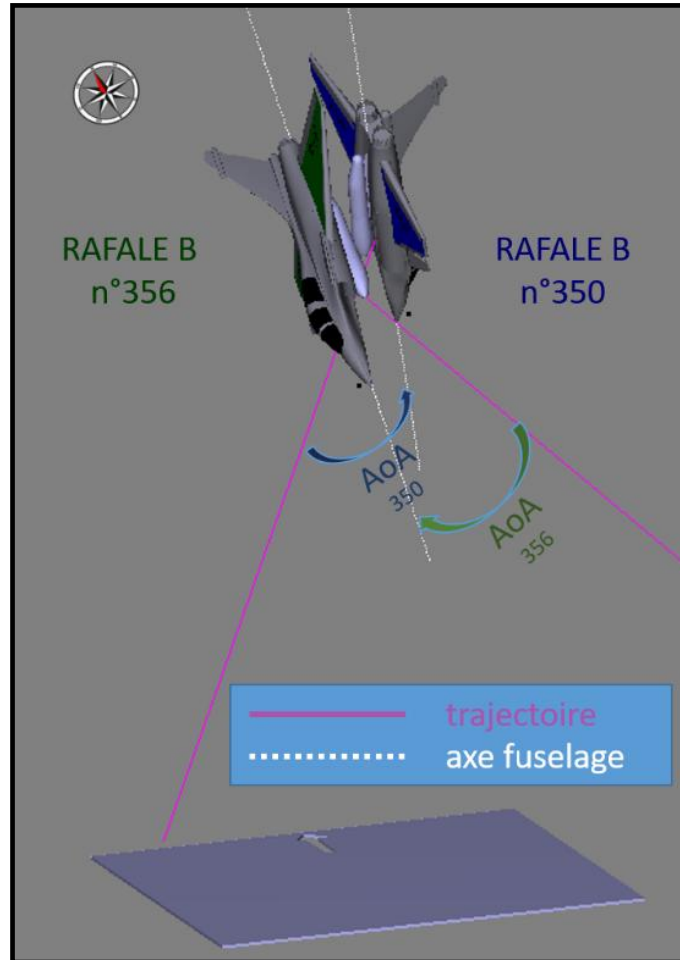 RAFALE B
n°356
RAFALE B
n°350
AoA
350
AoA
356
trajectoire
axe fuselage